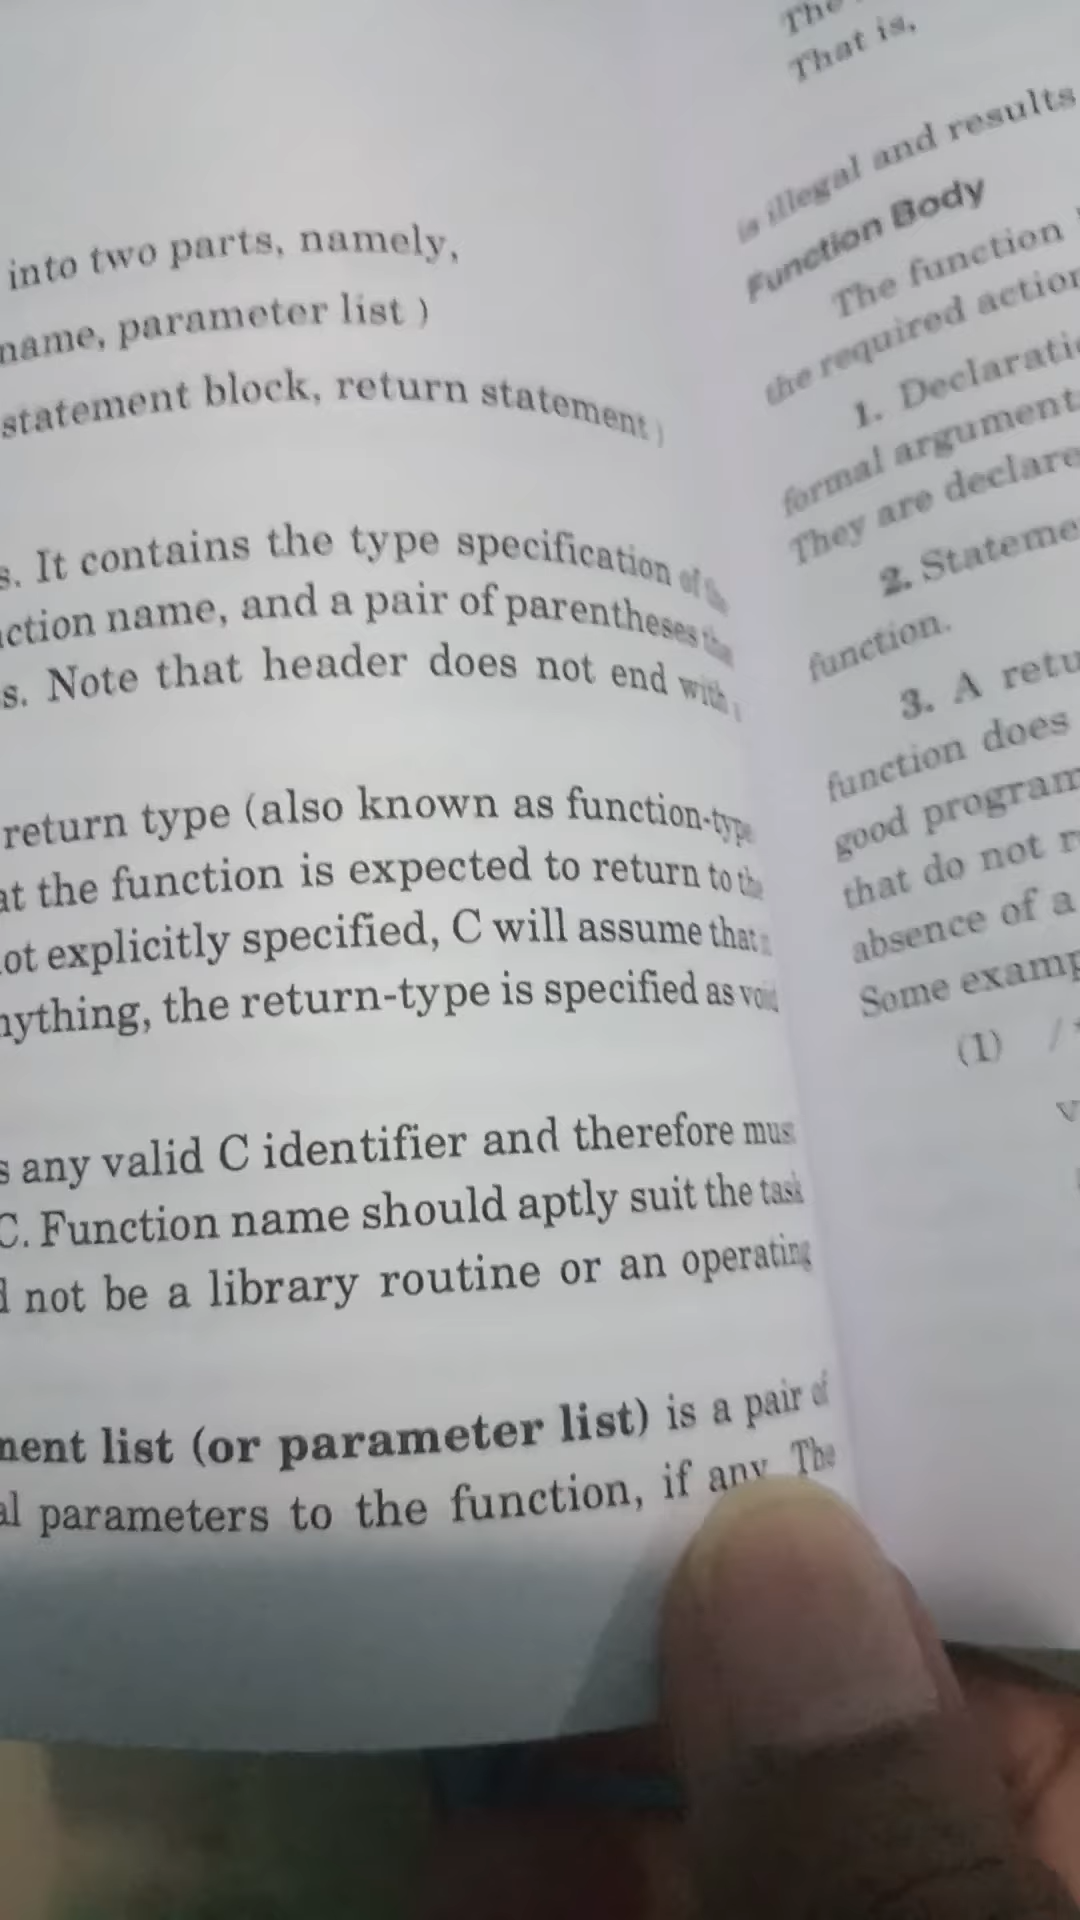 into two parts, namely,
name, parameter list )
statement block, return statement )
s. It contains the type specification of the
ction name, and a pair of parentheses that
s. Note that header does not end with a
return type (also known as function-type
at the function is expected to return to the
ot explicitly specified, C will assume that
nything, the return-type is specified as void
s any valid C identifier and therefore must
C. Function name should aptly suit the task
d not be a library routine or an operating
ment list (or parameter list) is a pair of
al parameters to the function, if any. The
The
That is,
is illegal and results
Function Body
The function
the required action
1. Declaratio
formal argument
They are declare
2. Stateme
function.
3. A retu
function does
good program
that do not r
absence of a
Some examp
(1) /*
v